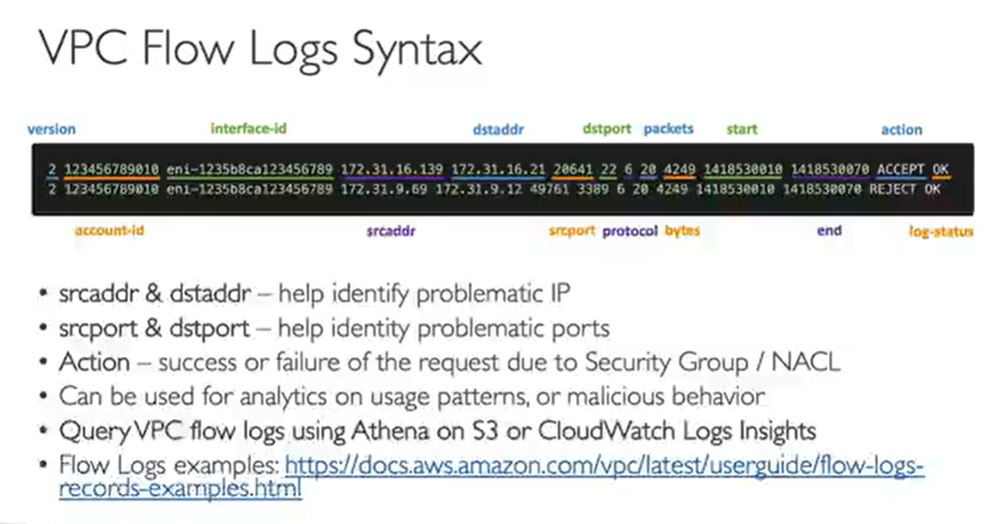 VPC Flow Logs Syntax
version interface-id dstaddr dstport packets start action
2 123456789010 eni-1235b8ca123456789 172.31.16.139 172.31.16.21 20641 22 6 20 4249 1418530010 1418530070 ACCEPT OK
2 123456789010 eni-1235b8ca123456789 172.31.9.69 172.31.9.12 49761 3389 6 20 4249 1418530010 1418530070 REJECT OK
account-id srcaddr srcport protocol bytes end log-status
• srcaddr & dstaddr – help identify problematic IP
• srcport & dstport – help identity problematic ports
• Action – success or failure of the request due to Security Group / NACL
• Can be used for analytics on usage patterns, or malicious behavior
• Query VPC flow logs using Athena on S3 or CloudWatch Logs Insights
• Flow Logs examples: https://docs.aws.amazon.com/vpc/latest/userguide/flow-logs-
records-examples.html